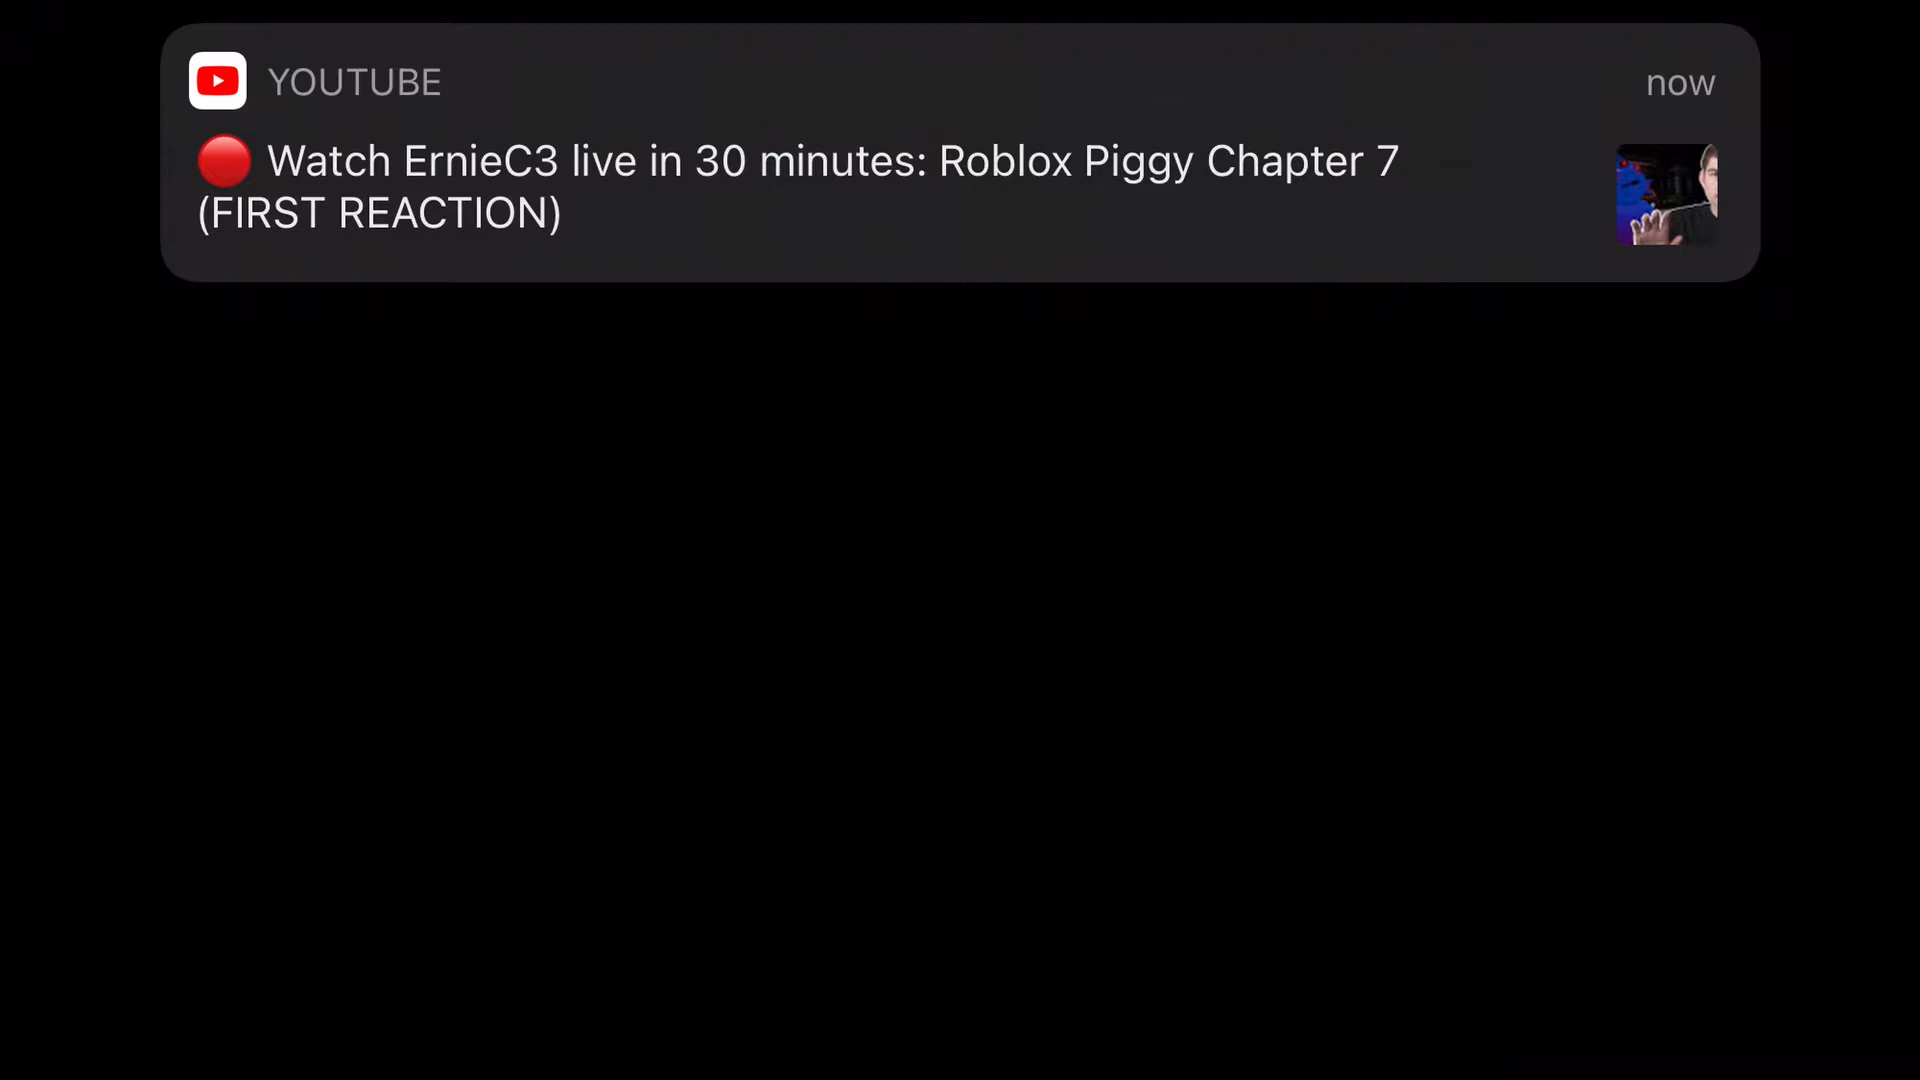 YOUTUBE
now
🔴 Watch ErnieC3 live in 30 minutes: Roblox Piggy Chapter 7
(FIRST REACTION)